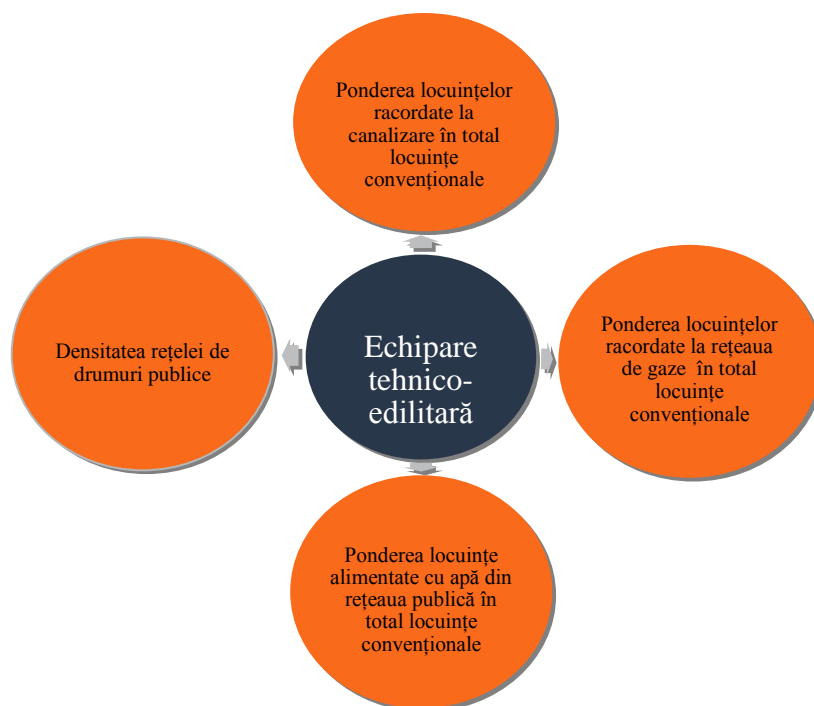 Ponderea locuințelor
racordate la
canalizare în total
locuințe
convenționale
Densitatea rețelei de
drumuri publice
Echipare
tehnico-
edilitară
Ponderea locuințelor
racordate la rețeaua
de gaze în total
locuințe
convenționale
Ponderea locuințe
alimentate cu apă din
rețeaua publică în
total locuințe
convenționale